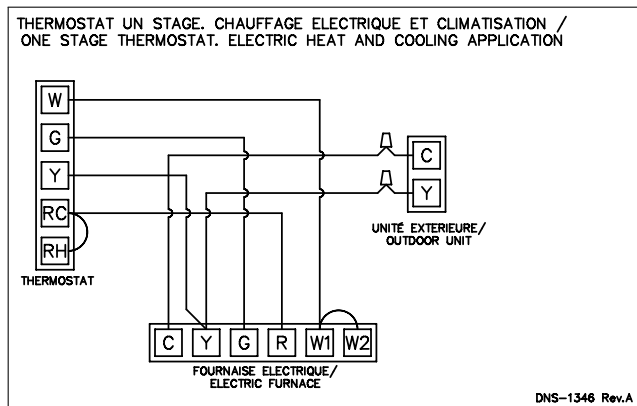 THERMOSTAT UN STAGE. CHAUFFAGE ELECTRIQUE ET CLIMATISATION /
ONE STAGE THERMOSTAT. ELECTRIC HEAT AND COOLING APPLICATION
W
G
Y
RC
RH
THERMOSTAT
C
Y
UNITÉ EXTERIEURE/
OUTDOOR UNIT
C Y G R W1 W2
FOURNAISE ELECTRIQUE/
ELECTRIC FURNACE
DNS-1346 Rev.A